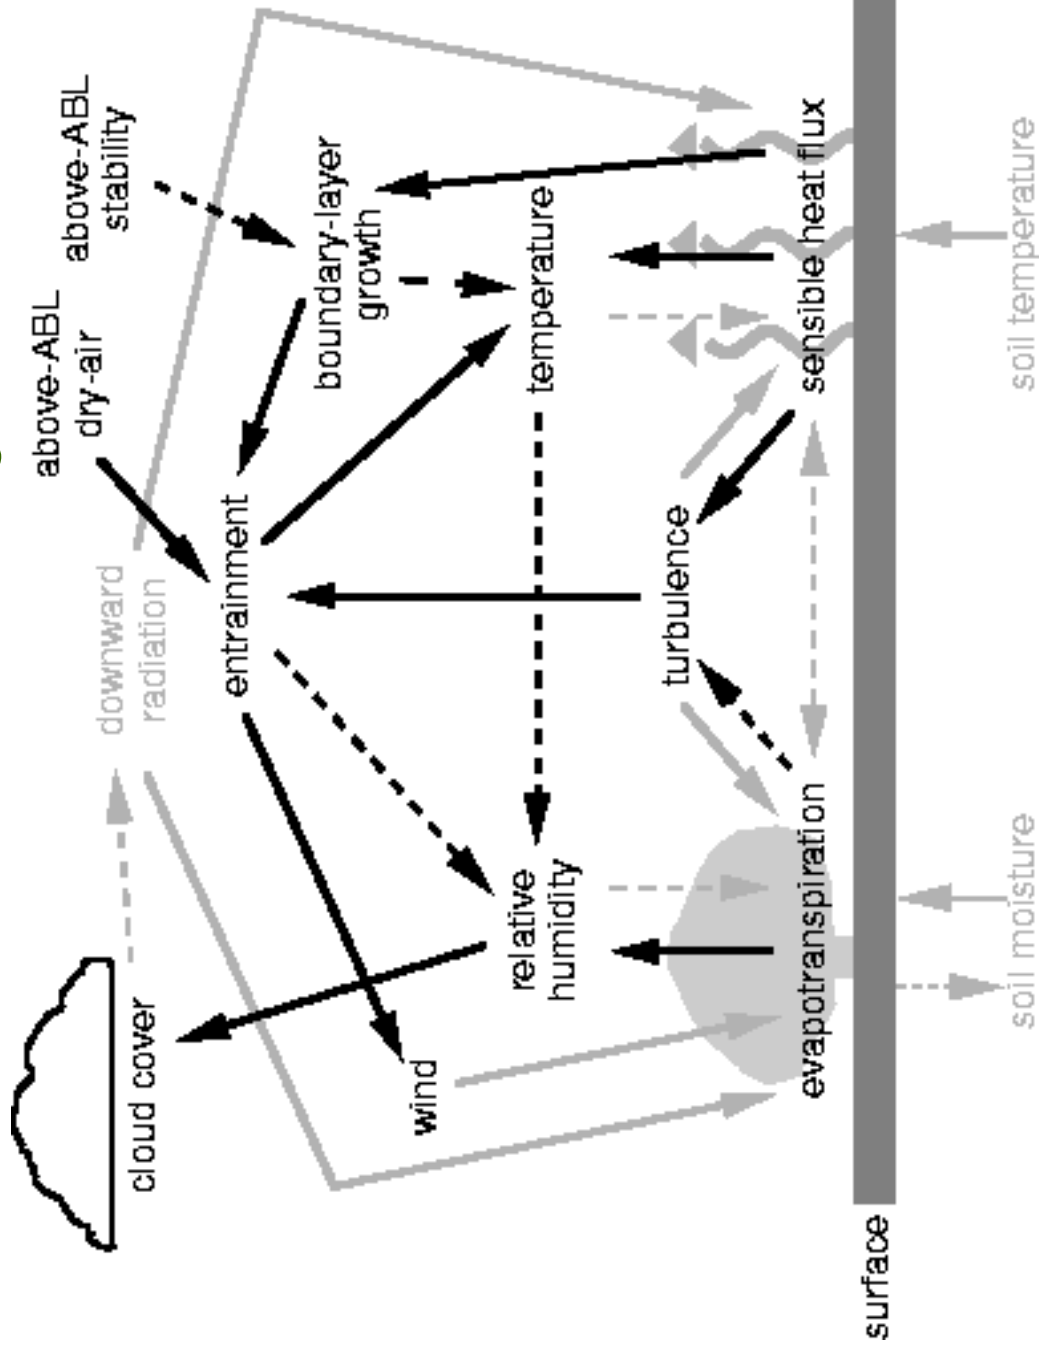 cloud cover
downward
radiation
above-ABL
dry-air
above-ABL
stability
entrainment
boundary-layer
growth
wind
relative
humidity
temperature
turbulence
evapotranspiration
sensible heat flux
surface
soil moisture
soil temperature